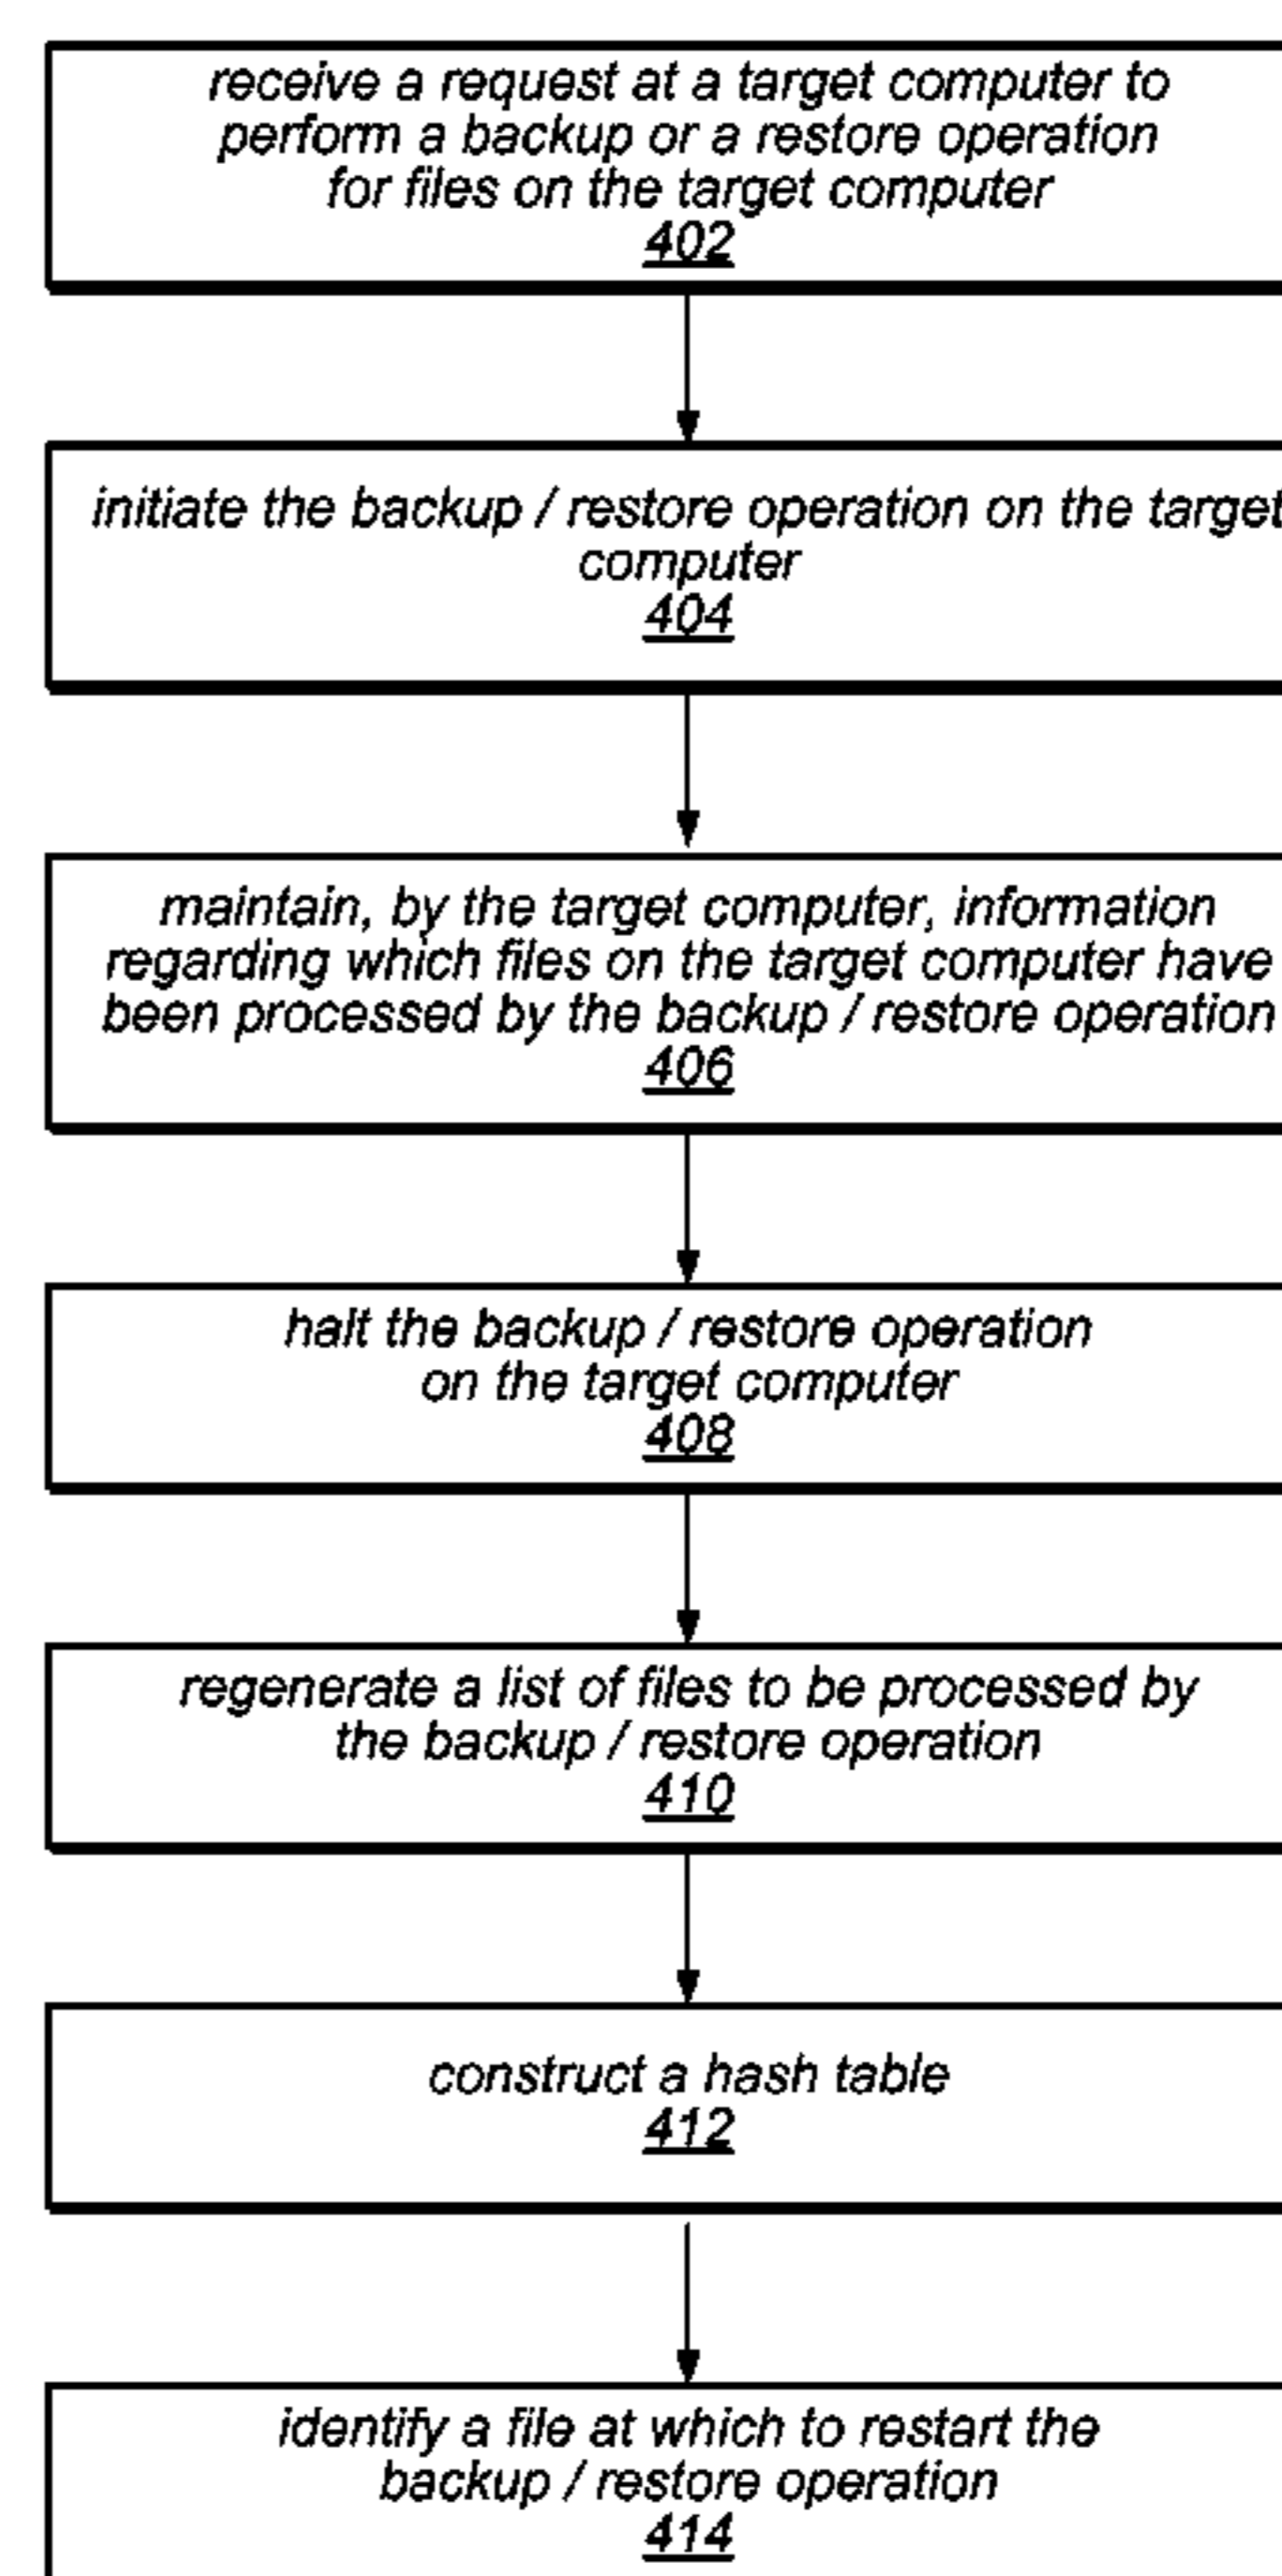 receive a request at a target computer to
perform a backup or a restore operation
for files on the target computer
402
initiate the backup / restore operation on the target
computer
404
maintain, by the target computer, information
regarding which files on the target computer have
been processed by the backup / restore operation
406
halt the backup / restore operation
on the target computer
408
regenerate a list of files to be processed by
the backup / restore operation
410
construct a hash table
412
identify a file at which to restart the
backup / restore operation
414